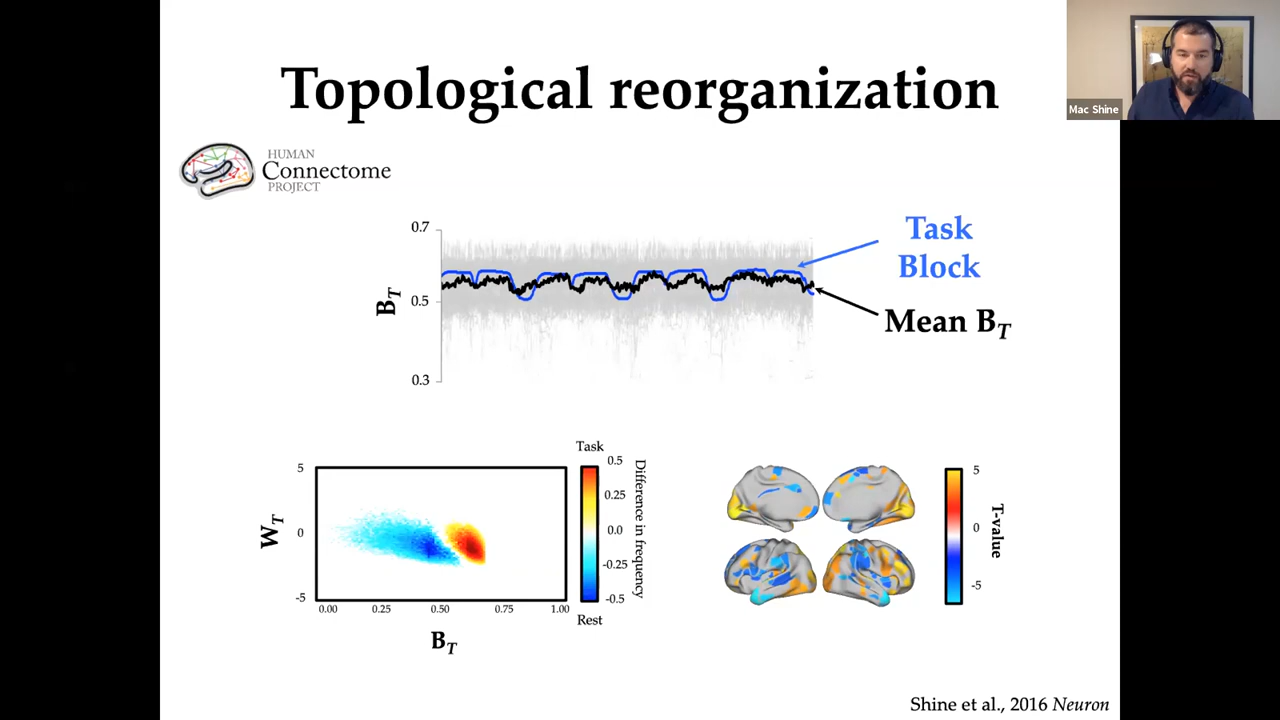 Topological reorganization
Mac Shine
HUMAN
Connectome
PROJECT
0.7
0.5
0.3
B_T
Task
Block
Mean B_T
5
0
-5
W_T
0.00 0.25 0.50 0.75 1.00
B_T
Task
0.5
0.25
0.0
-0.25
-0.5
Rest
Difference in frequency
5
0
-5
T-value
Shine et al., 2016 Neuron